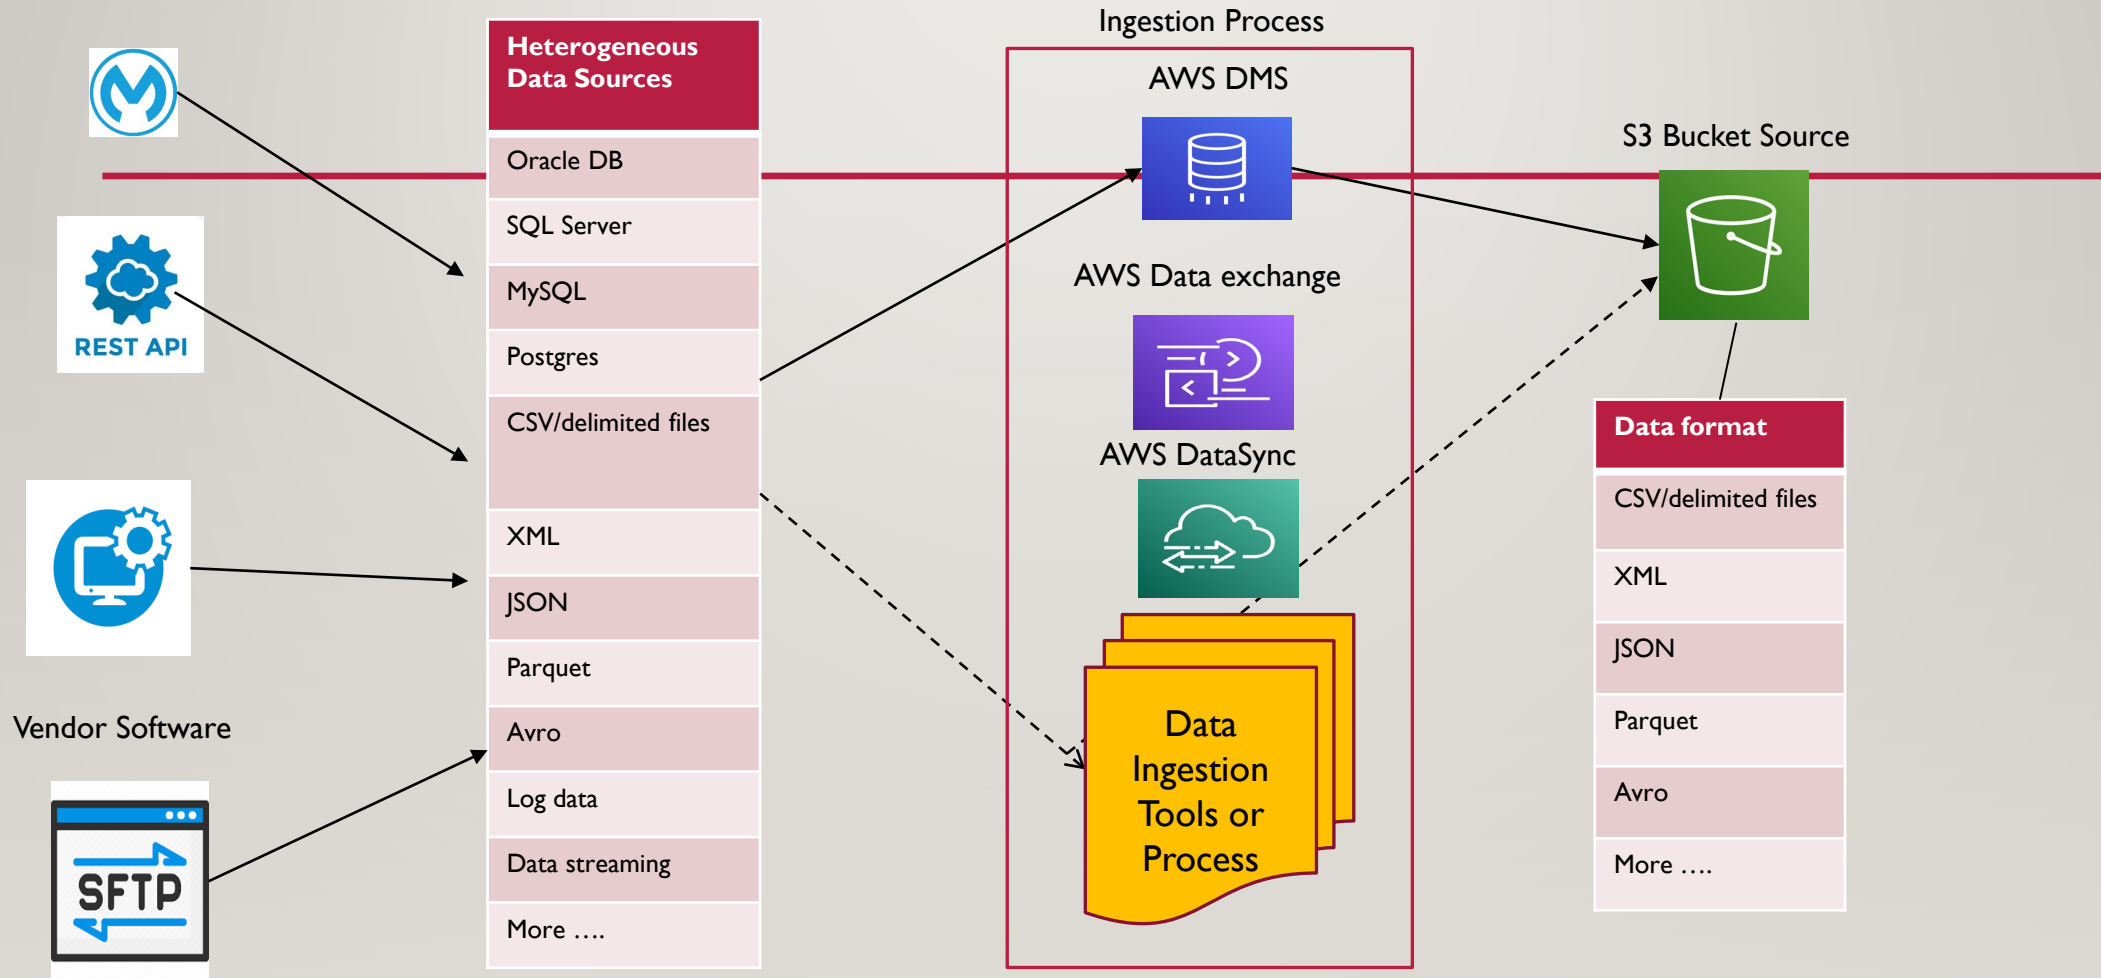 REST API
Vendor Software
SFTP
Heterogeneous
Data Sources
Oracle DB
SQL Server
MySQL
Postgres
CSV/delimited files
XML
JSON
Parquet
Avro
Log data
Data streaming
More ....
Ingestion Process
AWS DMS
AWS Data exchange
AWS DataSync
Data
Ingestion
Tools or
Process
S3 Bucket Source
Data format
CSV/delimited files
XML
JSON
Parquet
Avro
More ....